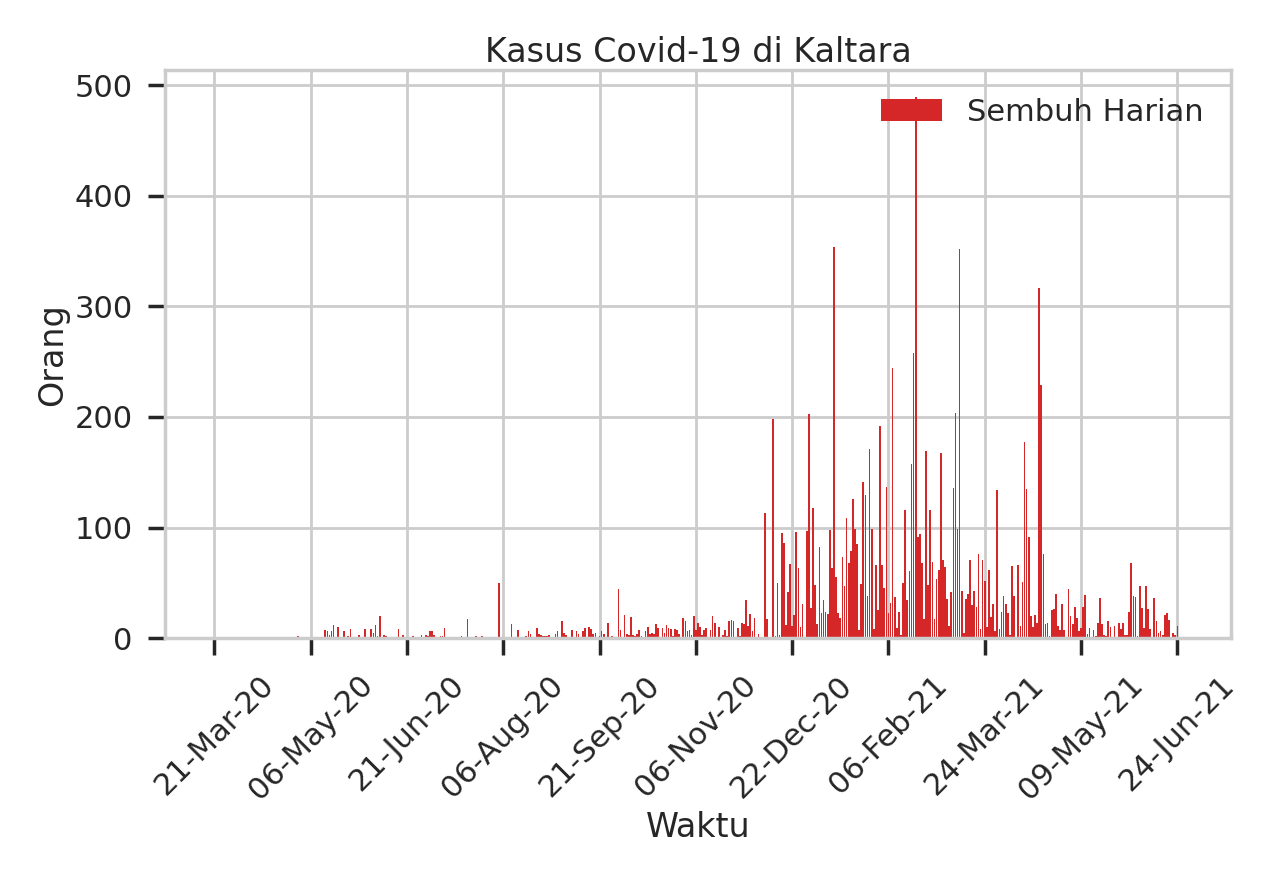 Kasus Covid-19 di Kaltara
Sembuh Harian
Orang
500
400
300
200
100
0
21-Mar-20
06-May-20
21-Jun-20
06-Aug-20
21-Sep-20
06-Nov-20
22-Dec-20
06-Feb-21
24-Mar-21
09-May-21
24-Jun-21
Waktu